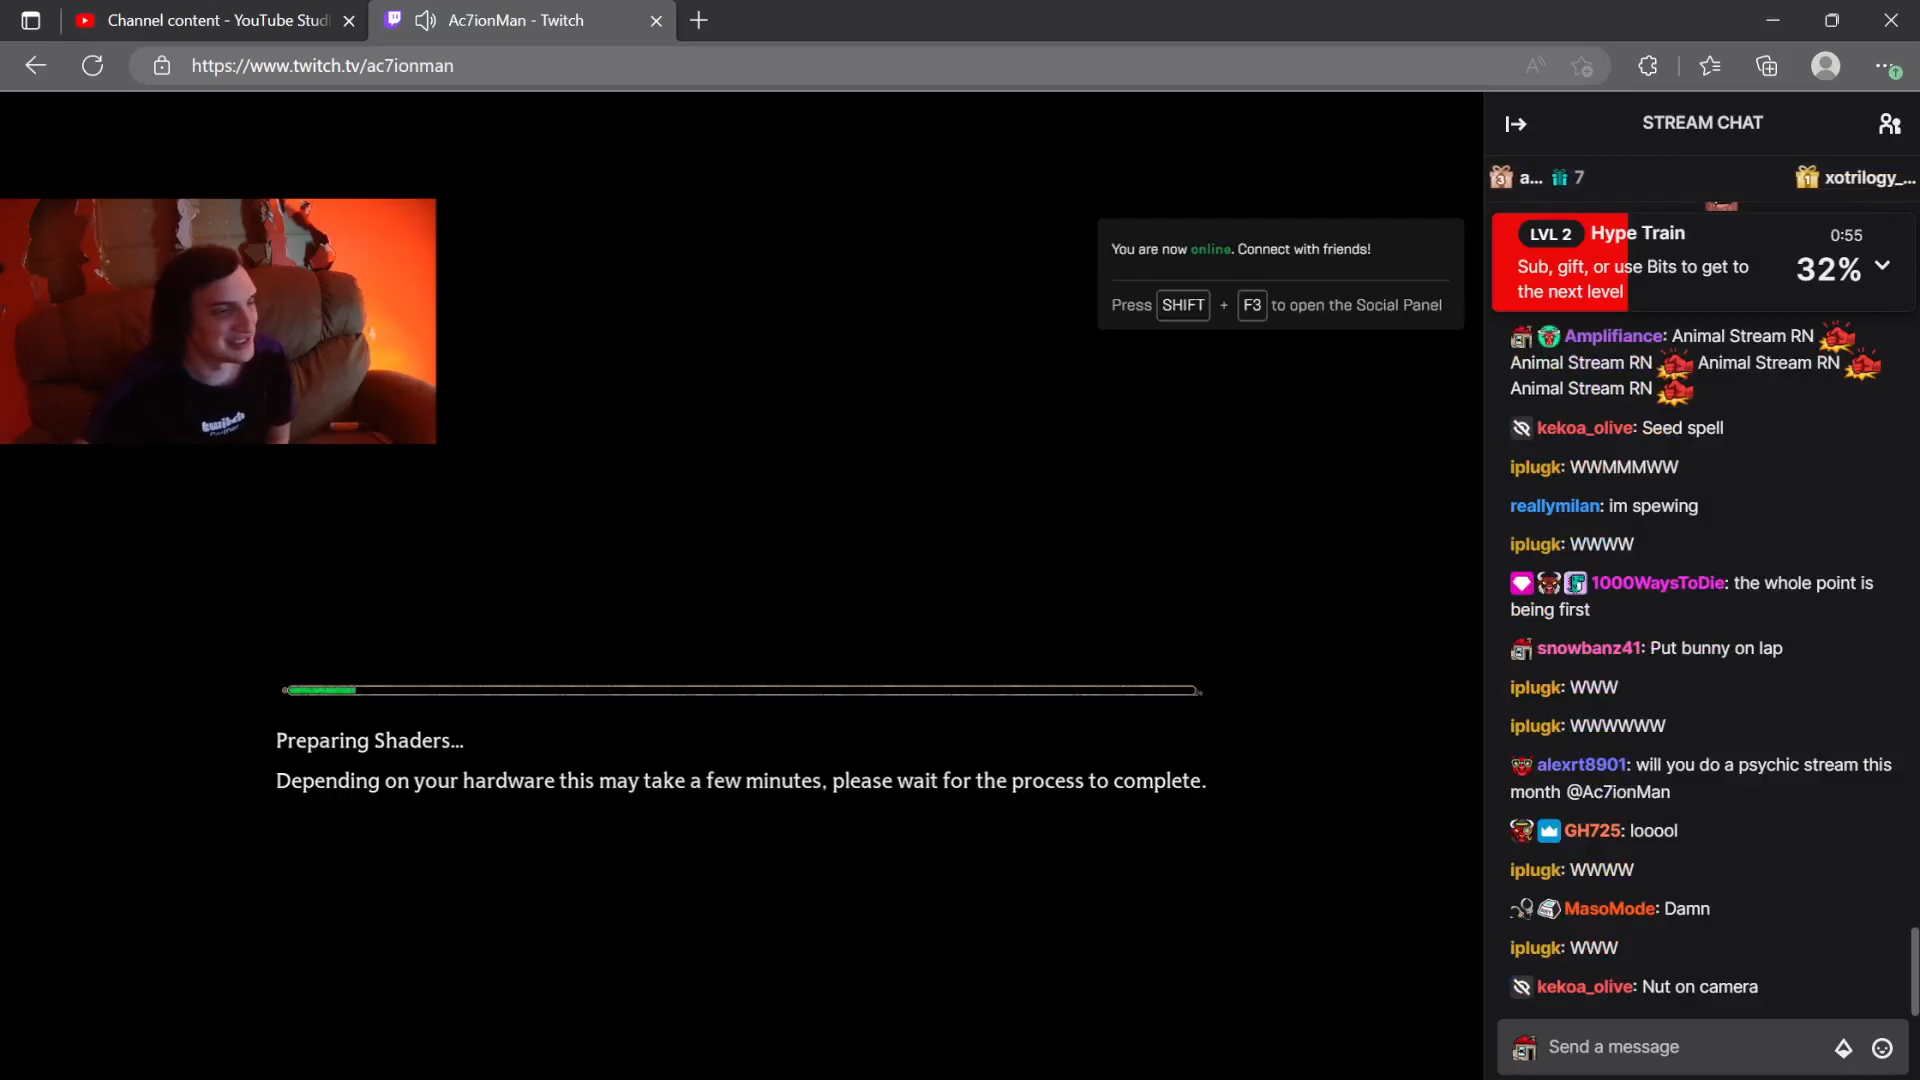 Channel content - YouTube Stud
Ac7ionMan - Twitch
https://www.twitch.tv/ac7ionman
STREAM CHAT
3 a... 7
1 xotrilogy_...
LVL 2 Hype Train
0:55
Sub, gift, or use Bits to get to
the next level
32%
You are now online. Connect with friends!
Press SHIFT + F3 to open the Social Panel
twitch
Partner
Amplifiance: Animal Stream RN
Animal Stream RN Animal Stream RN
Animal Stream RN
kekoa_olive: Seed spell
iplugk: WWMMMWW
reallymilan: im spewing
iplugk: WWWW
1000WaysToDie: the whole point is
being first
snowbanz41: Put bunny on lap
iplugk: WWW
iplugk: WWWWWW
alexrt8901: will you do a psychic stream this
month @Ac7ionMan
GH725: looool
iplugk: WWWW
MasoMode: Damn
iplugk: WWW
kekoa_olive: Nut on camera
Send a message
Preparing Shaders...
Depending on your hardware this may take a few minutes, please wait for the process to complete.